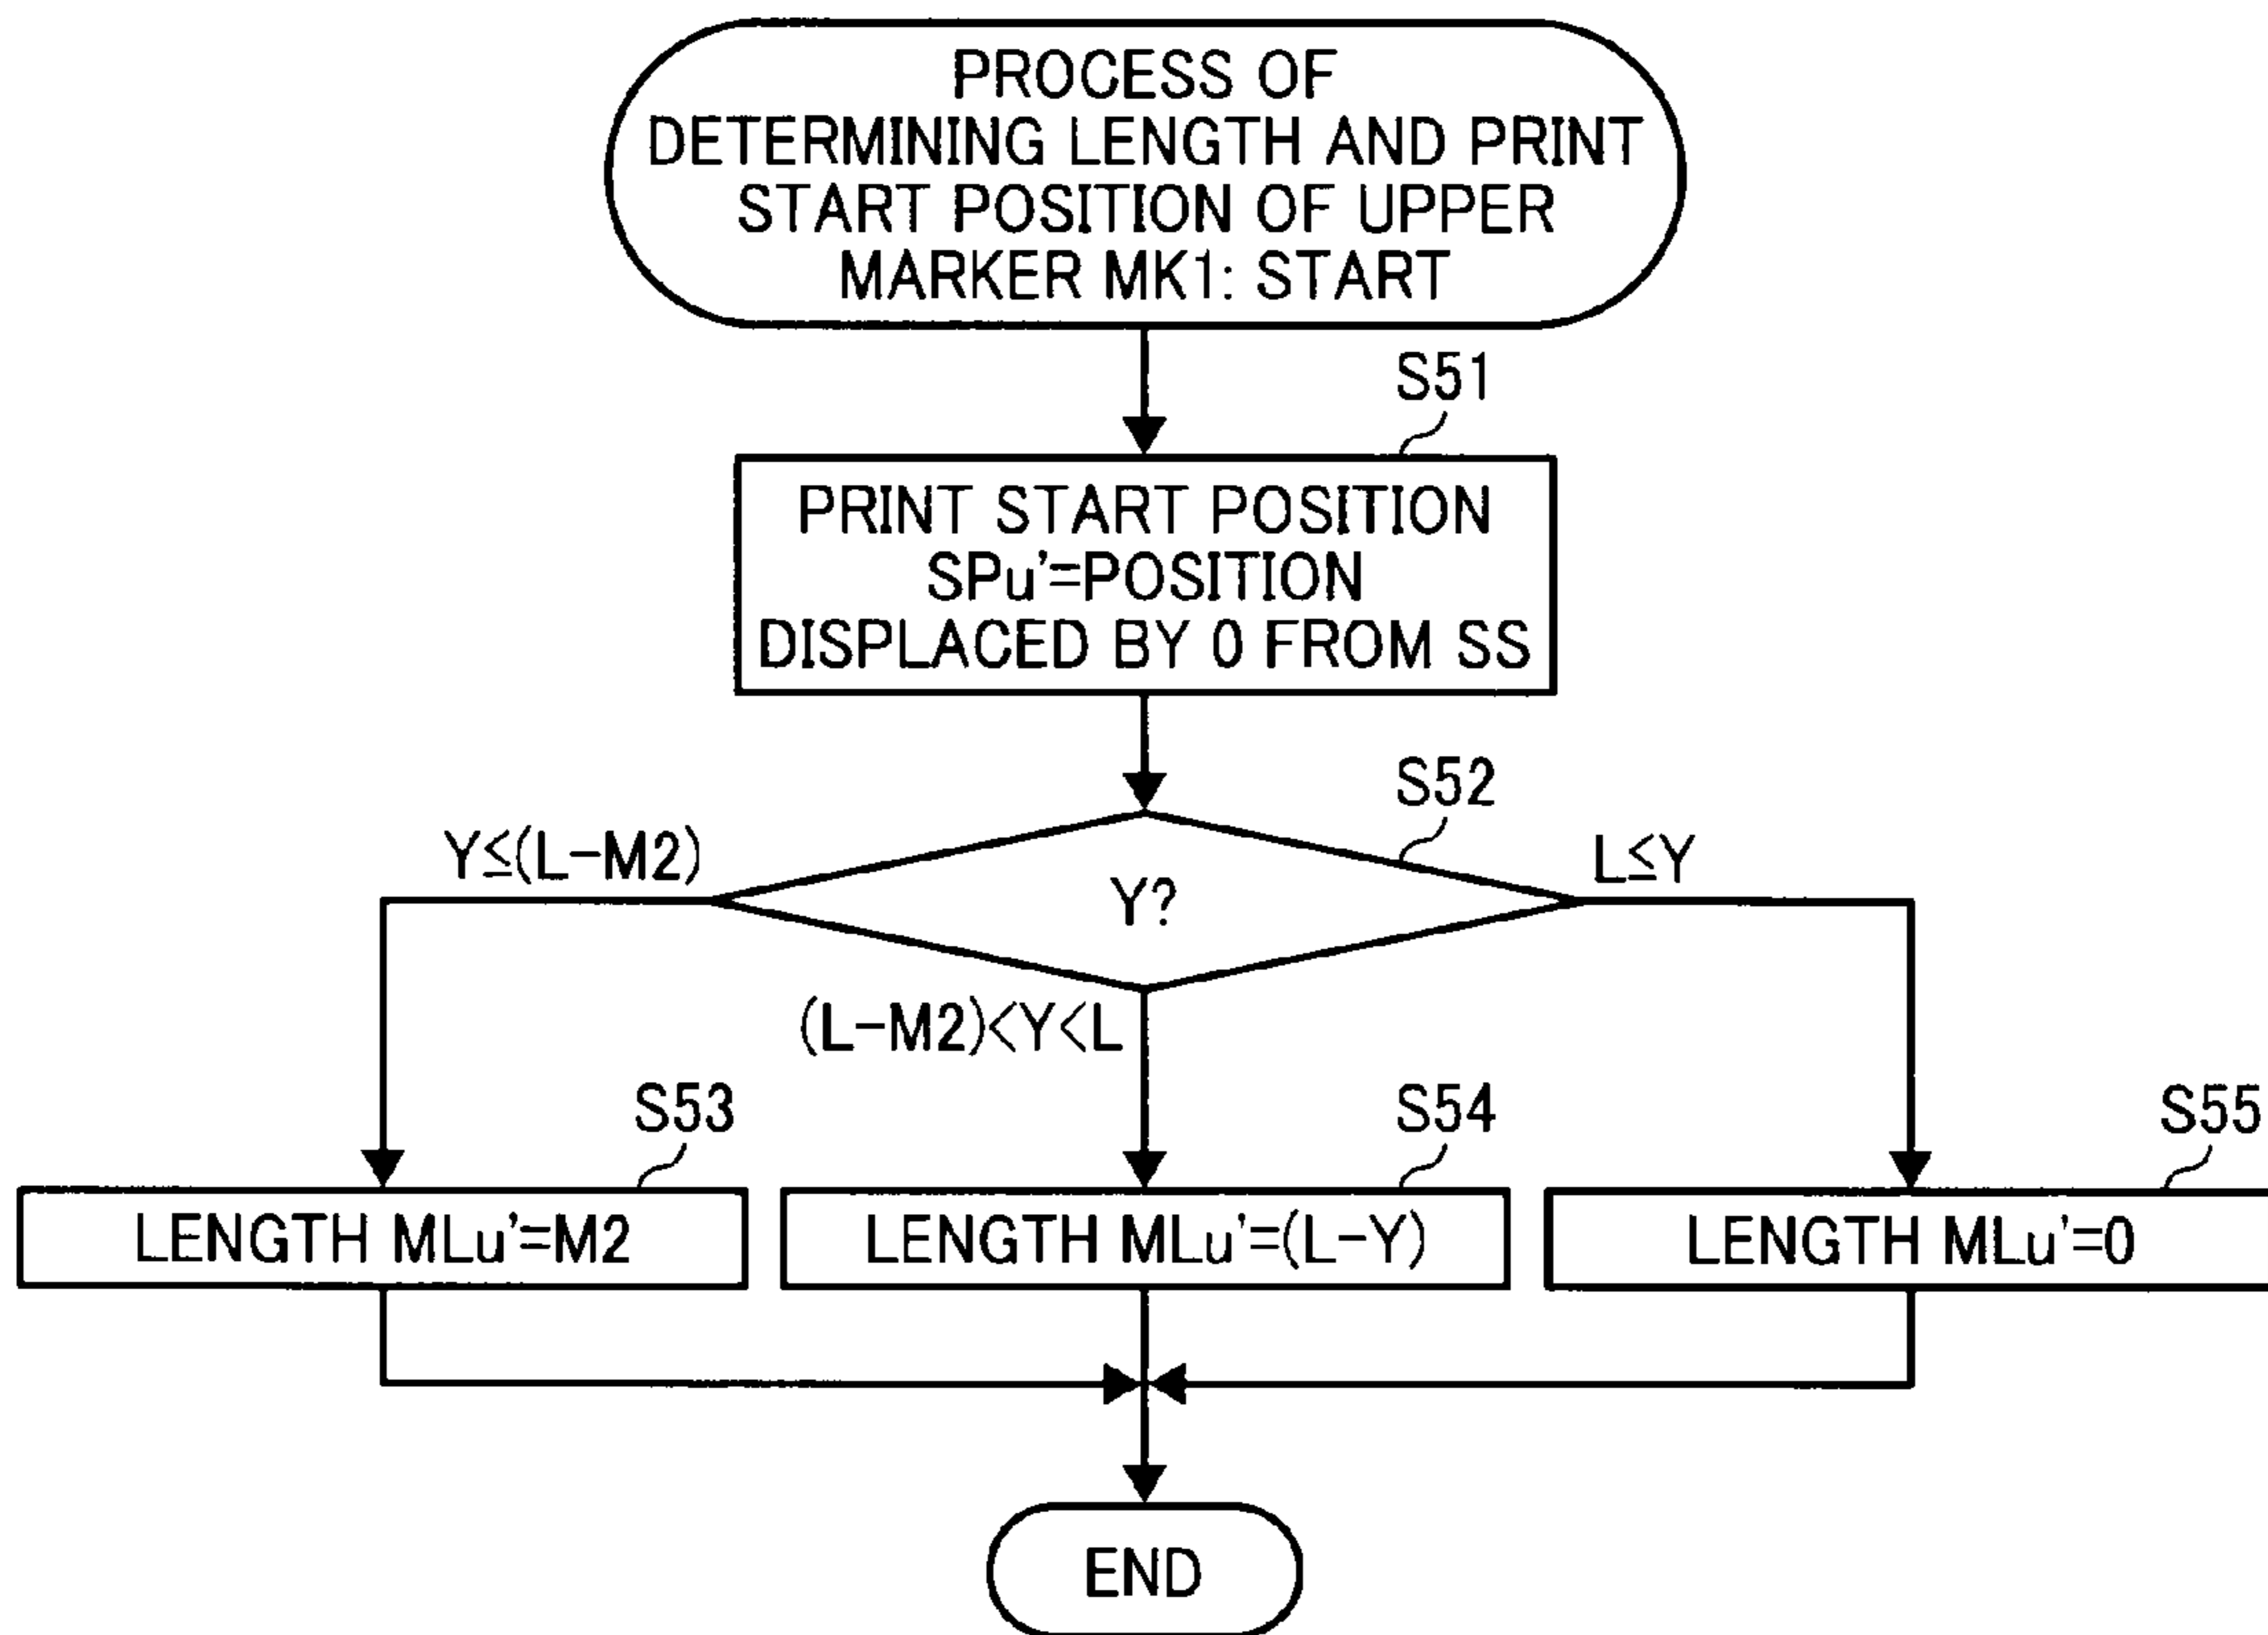 PROCESS OF
DETERMINING LENGTH AND PRINT
START POSITION OF UPPER
MARKER MK1: START
S51
PRINT START POSITION
SPu'=POSITION
DISPLACED BY 0 FROM SS
S52
Y≦(L-M2)
Y?
L≦Y
(L-M2)<Y<L
S53
S54
S55
LENGTH MLu'=M2
LENGTH MLu'=(L-Y)
LENGTH MLu'=0
END